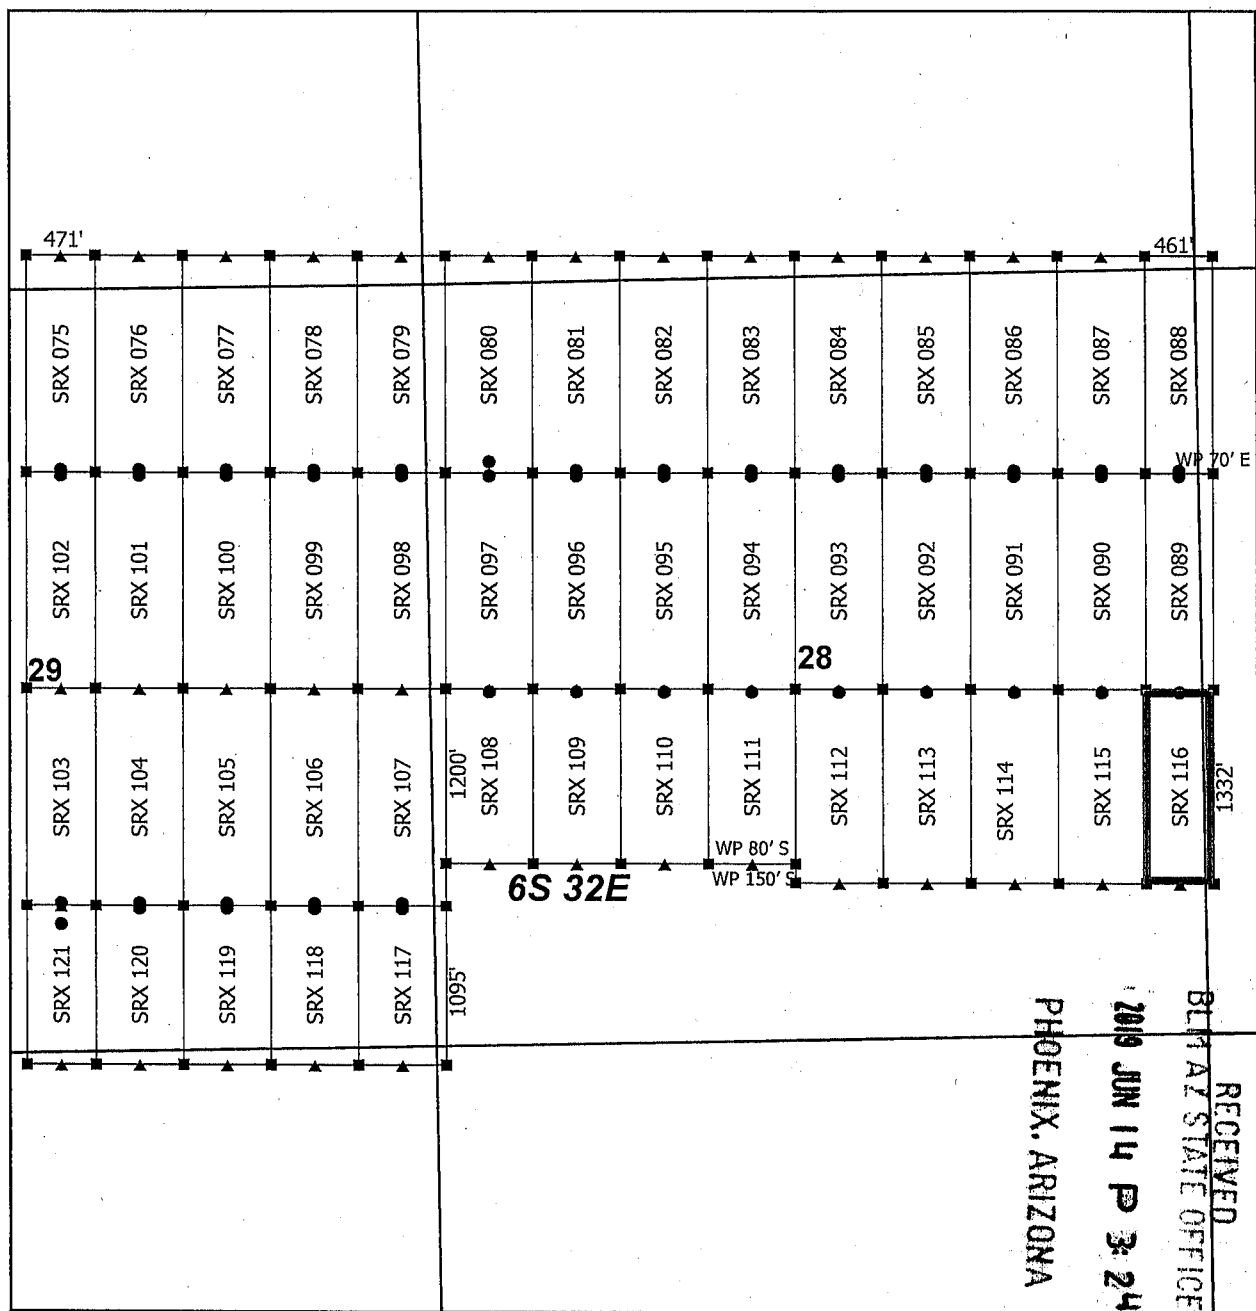 471'
461'
SRX 075
SRX 076
SRX 077
SRX 078
SRX 079
SRX 080
SRX 081
SRX 082
SRX 083
SRX 084
SRX 085
SRX 086
SRX 087
SRX 088
WP 70' E
SRX 102
SRX 101
SRX 100
SRX 099
SRX 098
SRX 097
SRX 096
SRX 095
SRX 094
SRX 093
SRX 092
SRX 091
SRX 090
SRX 089
29
28
SRX 103
SRX 104
SRX 105
SRX 106
SRX 107
1200'
SRX 108
SRX 109
SRX 110
SRX 111
SRX 112
SRX 113
SRX 114
SRX 115
SRX 116
1332'
WP 80' S
WP 150' S
6S 32E
SRX 121
SRX 120
SRX 119
SRX 118
SRX 117
1095'
RECEIVED
BLM AZ STATE OFFICE
2019 JUN 14 P 3:24
PHOENIX, ARIZONA